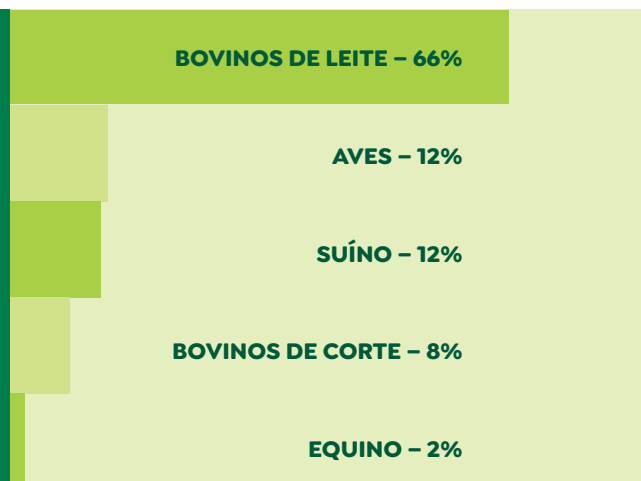 BOVINOS DE LEITE – 66%
AVES – 12%
SUÍNO – 12%
BOVINOS DE CORTE – 8%
EQUINO – 2%